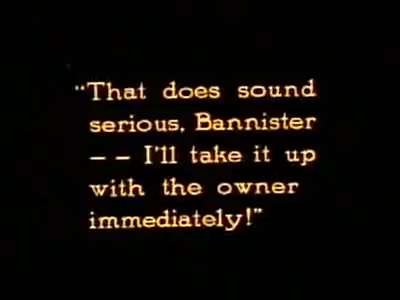 "That does sound
serious, Bannister
-- I'll take it up
with the owner
immediately!"